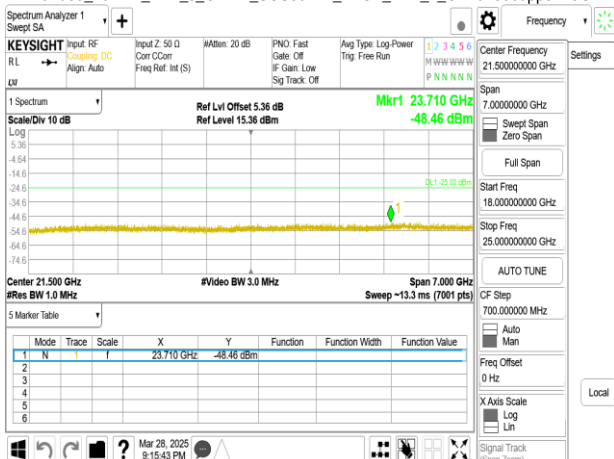 Spectrum Analyzer 1
Swept SA
+
Frequency
KEYSIGHT
RL
Input: RF
Coupling: DC
Align: Auto
Input Z: 50 Ω
Corr CCorr
Freq Ref: Int (S)
#Atten: 20 dB
PNO: Fast
Gate: Off
IF Gain: Low
Sig Track: Off
Avg Type: Log-Power
Trig: Free Run
1 2 3 4 5 6
M W W W W W
P N N N N N
1 Spectrum
Scale/Div 10 dB
Log
Ref Lvl Offset 5.36 dB
Ref Level 15.36 dBm
Mkr1 23.710 GHz
-48.46 dBm
5.36
-4.64
-14.6
-24.6
-34.6
-44.6
-54.6
-64.6
-74.6
DL1 -25.00 dBm
1
Center 21.500 GHz
#Res BW 1.0 MHz
#Video BW 3.0 MHz
Span 7.000 GHz
Sweep ~13.3 ms (7001 pts)
5 Marker Table
Mode Trace Scale X Y Function Function Width Function Value
1 N 1 f 23.710 GHz -48.46 dBm
2
3
4
5
6
Mar 28, 2025
9:15:43 PM
Center Frequency
21.500000000 GHz
Span
7.00000000 GHz
Swept Span
Zero Span
Full Span
Start Freq
18.000000000 GHz
Stop Freq
25.000000000 GHz
AUTO TUNE
CF Step
700.000000 MHz
Auto
Man
Freq Offset
0 Hz
X Axis Scale
Log
Lin
Signal Track
Settings
Local